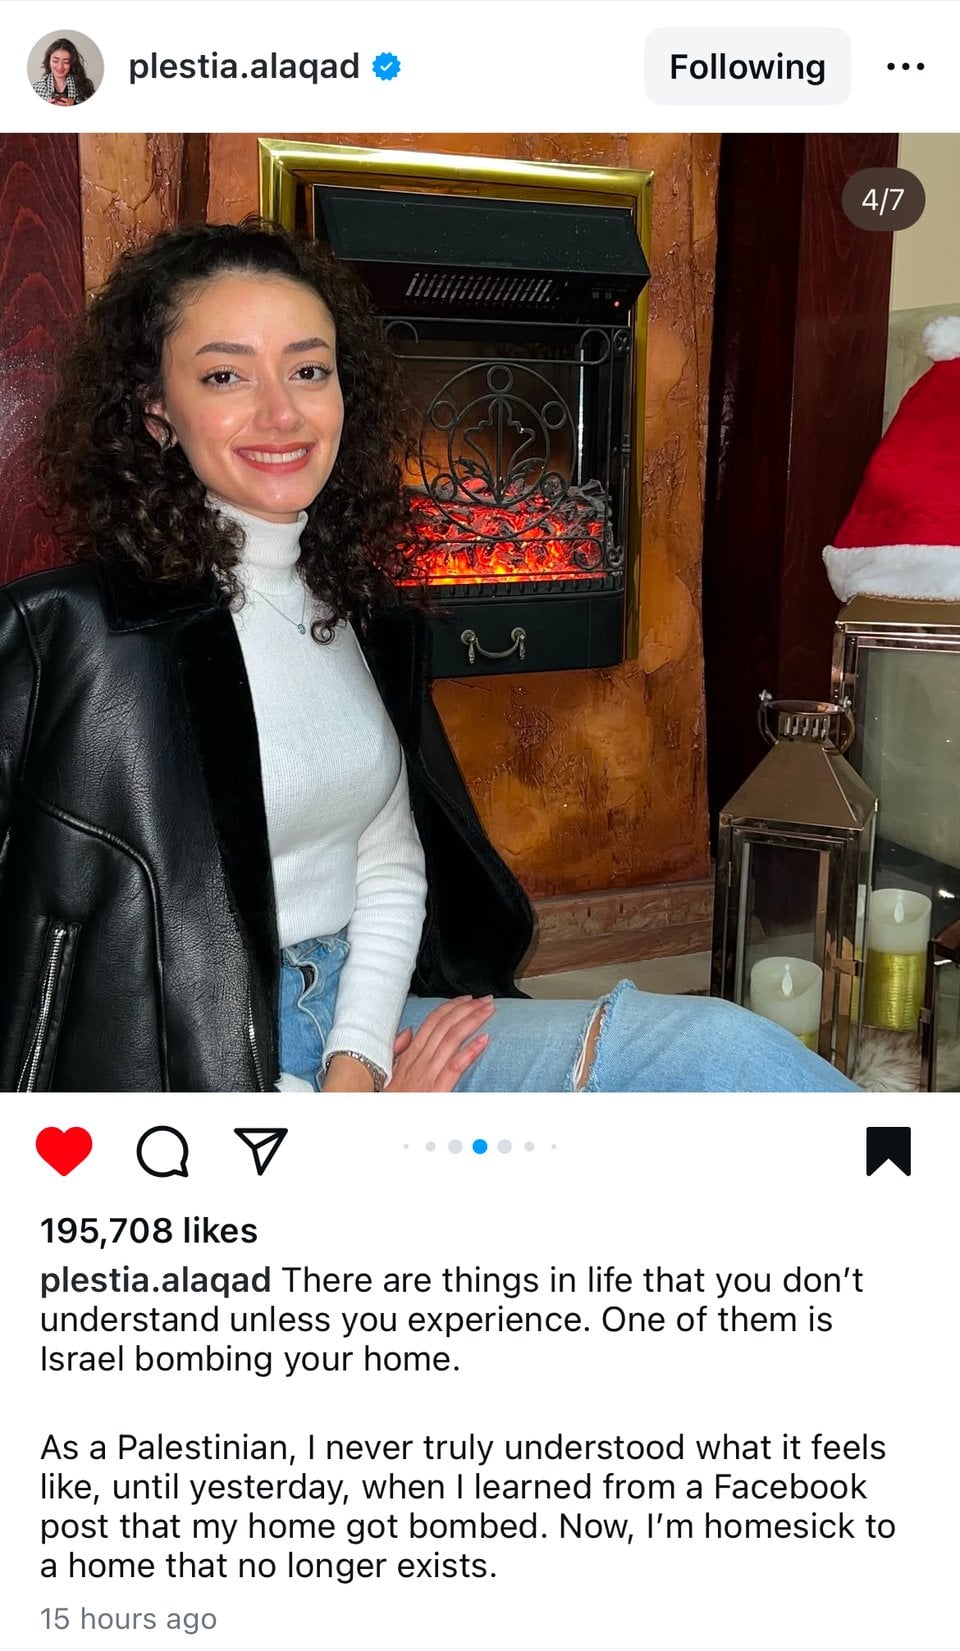 plestia.alaqad
Following
4/7
195,708 likes
plestia.alaqad There are things in life that you don’t
understand unless you experience. One of them is
Israel bombing your home.
As a Palestinian, I never truly understood what it feels
like, until yesterday, when I learned from a Facebook
post that my home got bombed. Now, I’m homesick to
a home that no longer exists.
15 hours ago